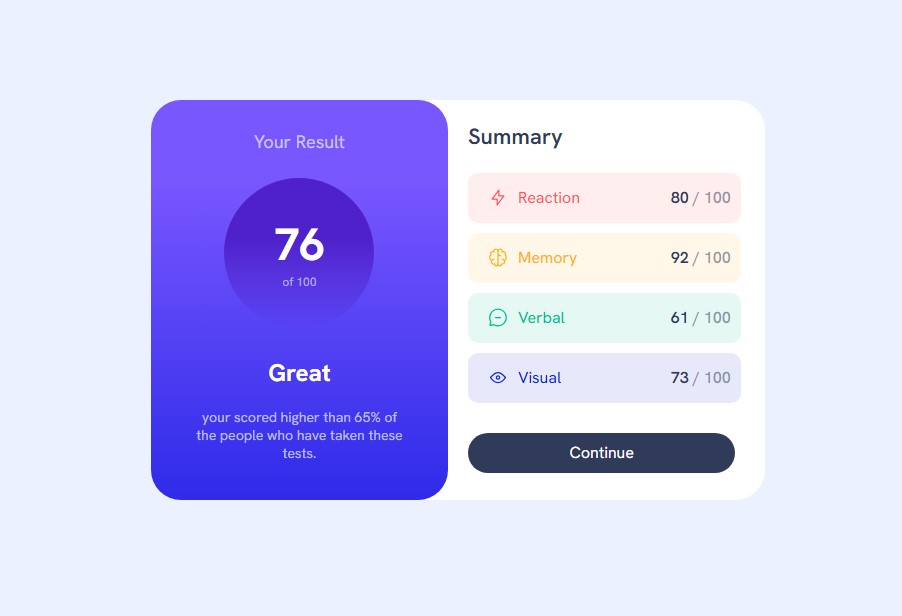 Your Result
76
of 100
Great
your scored higher than 65% of
the people who have taken these
tests.
Summary
Reaction 80 / 100
Memory 92 / 100
Verbal 61 / 100
Visual 73 / 100
Continue